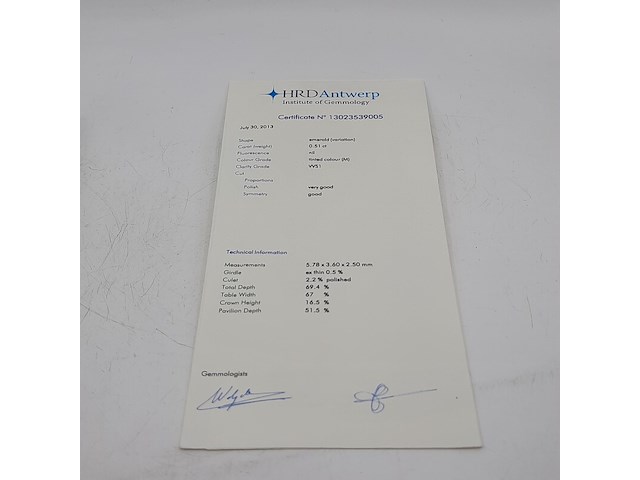 HRDAntwerp
Institute of Gemmology
Certificate N° 13023539005
July 30, 2013
Shape emerald (variation)
Carat (weight) 0.51 ct
Fluorescence nil
Colour Grade tinted colour (M)
Clarity Grade VVS1
Cut
Proportions
Polish very good
Symmetry good
Technical Information
Measurements 5.78 x 3.60 x 2.50 mm
Girdle ex thin 0.5 %
Culet 2.2 % polished
Total Depth 69.4 %
Table Width 67 %
Crown Height 16.5 %
Pavilion Depth 51.5 %
Gemmologists